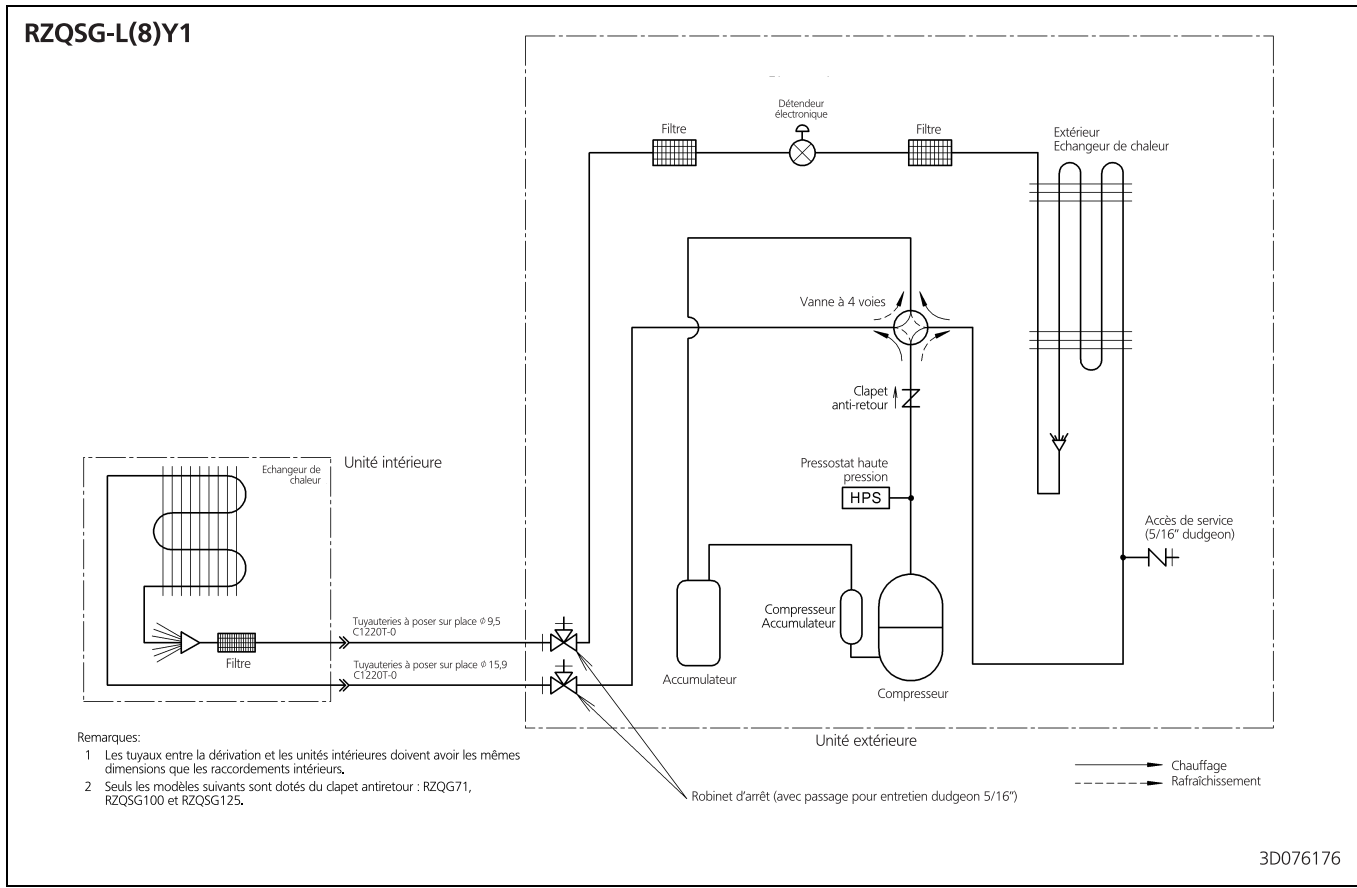 RZQSG-L(8)Y1
Détendeur
électronique
Filtre
Filtre
Extérieur
Echangeur de chaleur
Vanne à 4 voies
Clapet
anti-retour
Pressostat haute
pression
HPS
Accès de service
(5/16" dudgeon)
Unité intérieure
Echangeur de
chaleur
Filtre
Tuyauteries à poser sur place φ 9,5
C1220T-0
Tuyauteries à poser sur place φ 15,9
C1220T-0
Compresseur
Accumulateur
Accumulateur
Compresseur
Unité extérieure
Remarques:
1 Les tuyaux entre la dérivation et les unités intérieures doivent avoir les mêmes
dimensions que les raccordements intérieurs.
2 Seuls les modèles suivants sont dotés du clapet antiretour : RZQG71,
RZQSG100 et RZQSG125.
Robinet d'arrêt (avec passage pour entretien dudgeon 5/16")
Chauffage
Rafraîchissement
3D076176